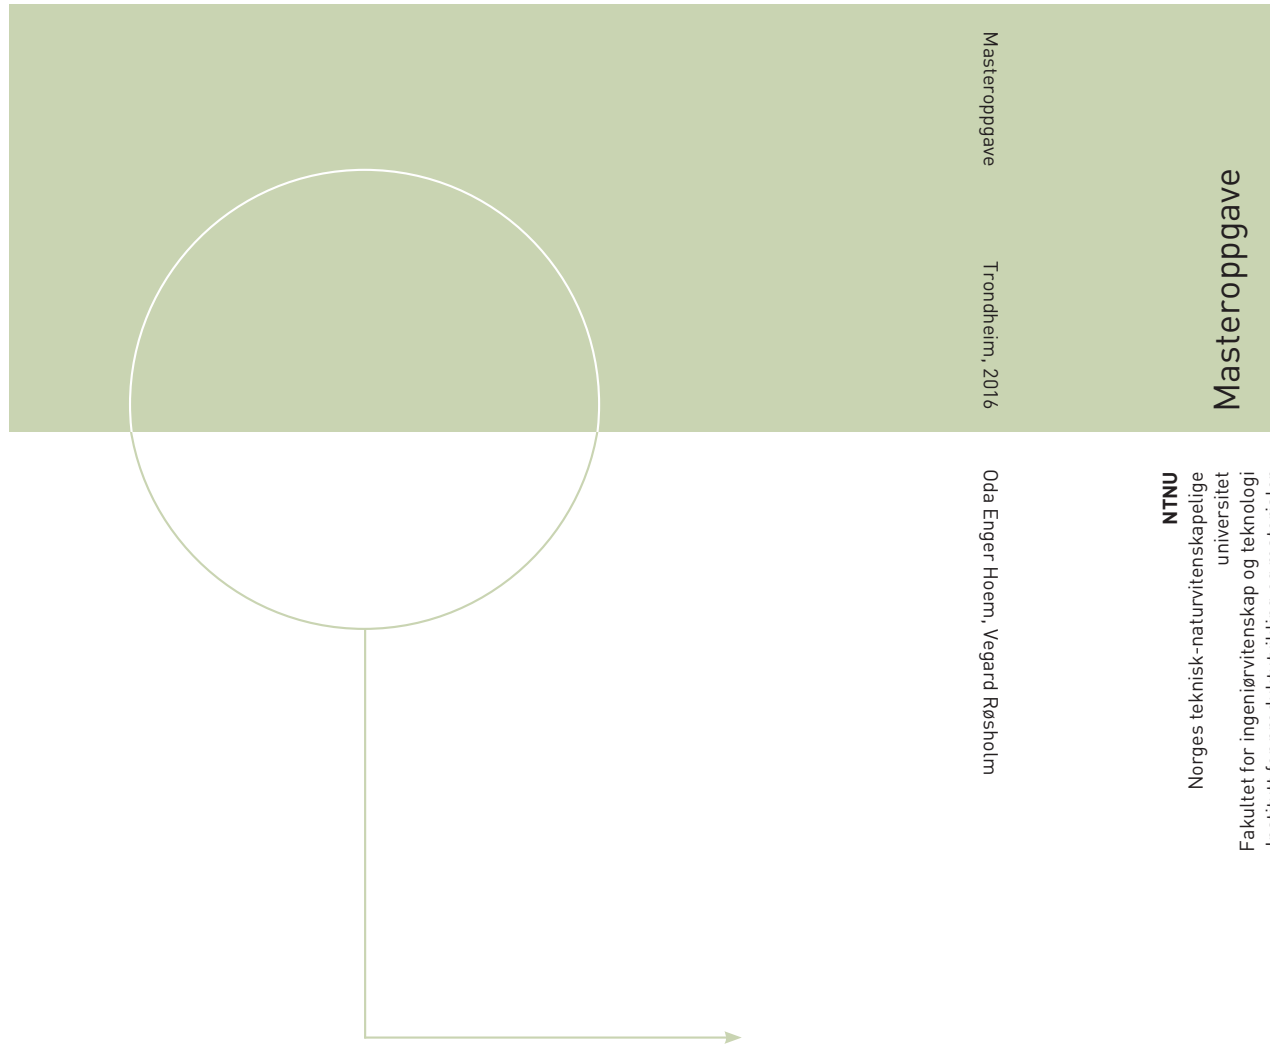 Masteroppgave
Trondheim, 2016
Oda Enger Hoem, Vegard Røsholm
Masteroppgave
NTNU
Norges teknisk-naturvitenskapelige
universitet
Fakultet for ingeniørvitenskap og teknologi